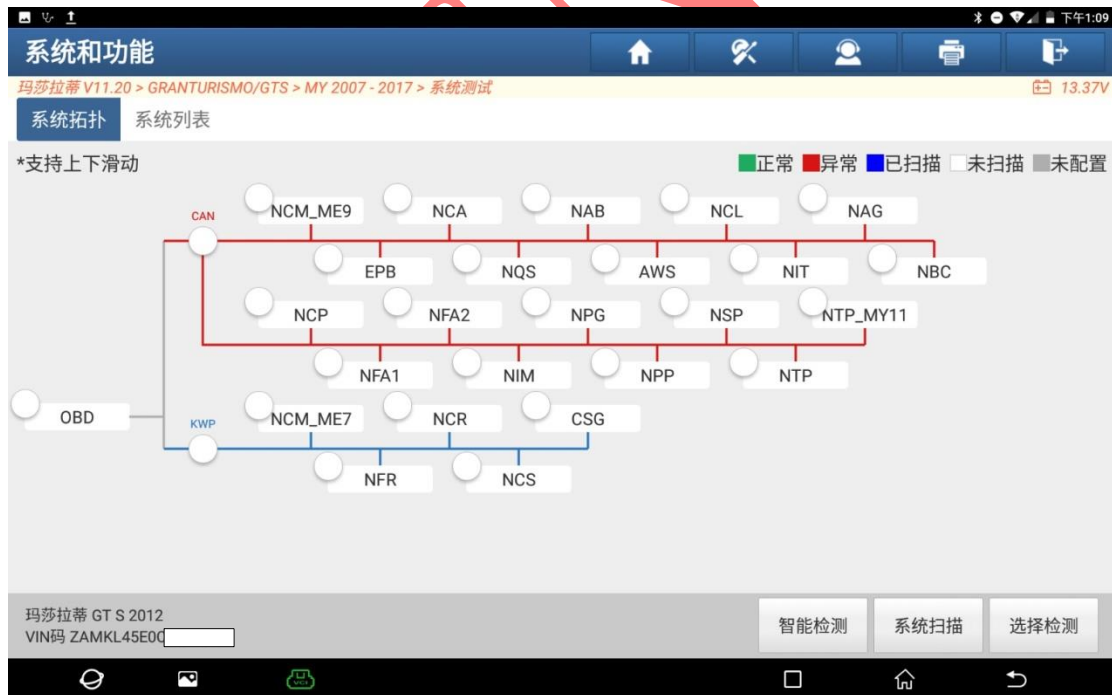 下午1:09
系统和功能
玛莎拉蒂 V11.20 > GRANTURISMO/GTS > MY 2007 - 2017 > 系统测试 13.37V
系统拓扑 系统列表
*支持上下滑动 正常 异常 已扫描 未扫描 未配置
CAN NCM_ME9 NCA NAB NCL NAG
EPB NQS AWS NIT NBC
NCP NFA2 NPG NSP NTP_MY11
NFA1 NIM NPP NTP
OBD KWP NCM_ME7 NCR CSG
NFR NCS
玛莎拉蒂 GT S 2012
VIN码 ZAMKL45E0C
智能检测 系统扫描 选择检测
VCI